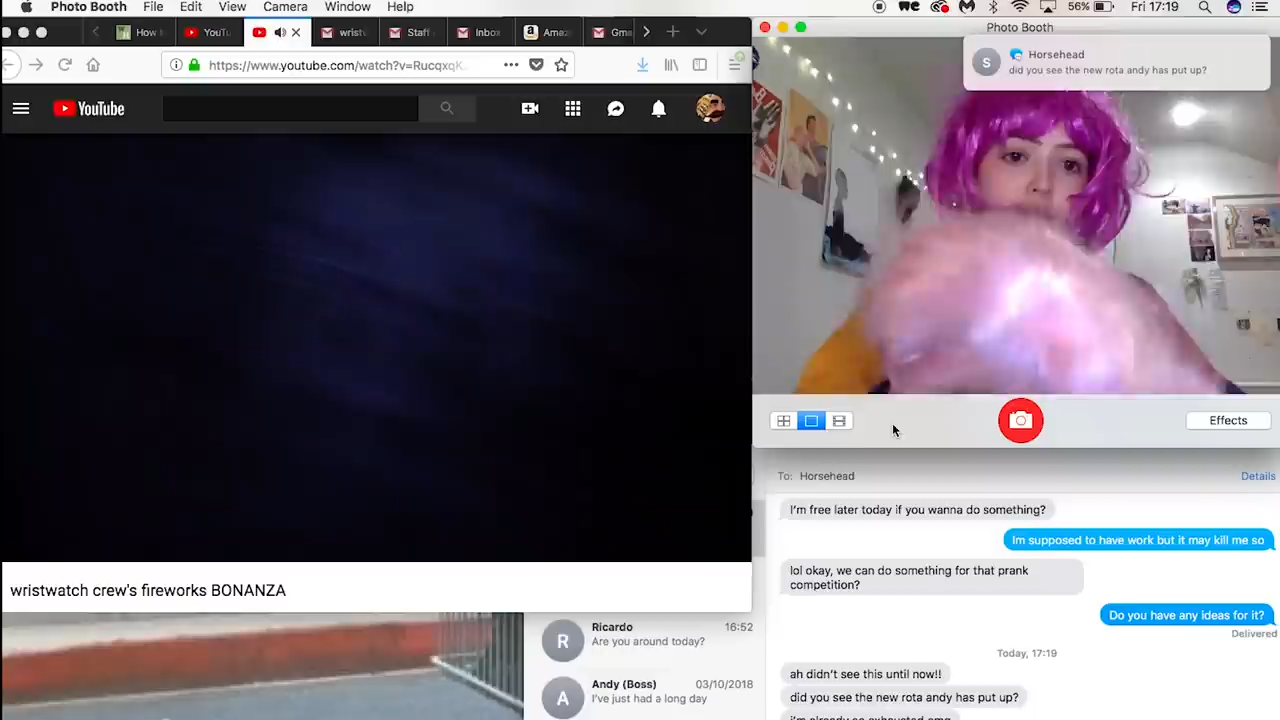 Photo Booth File Edit View Camera Window Help
56% Fri 17:19
How
YouTu
wrist
Staff
Inbox
Amaz
Gma
https://www.youtube.com/watch?v=RucqxqK
YouTube
Photo Booth
S
Horsehead
did you see the new rota andy has put up?
Effects
To: Horsehead
Details
I'm free later today if you wanna do something?
Im supposed to have work but it may kill me so
lol okay, we can do something for that prank
competition?
Do you have any ideas for it?
Delivered
Today, 17:19
ah didn't see this until now!!
did you see the new rota andy has put up?
wristwatch crew's fireworks BONANZA
R
Ricardo 16:52
Are you around today?
A
Andy (Boss) 03/10/2018
I've just had a long day